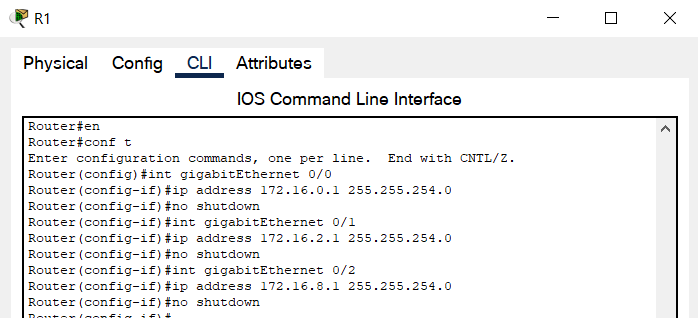 R1
Physical Config CLI Attributes
IOS Command Line Interface
Router#en
Router#conf t
Enter configuration commands, one per line.  End with CNTL/Z.
Router(config)#int gigabitEthernet 0/0
Router(config-if)#ip address 172.16.0.1 255.255.254.0
Router(config-if)#no shutdown
Router(config-if)#int gigabitEthernet 0/1
Router(config-if)#ip address 172.16.2.1 255.255.254.0
Router(config-if)#no shutdown
Router(config-if)#int gigabitEthernet 0/2
Router(config-if)#ip address 172.16.8.1 255.255.254.0
Router(config-if)#no shutdown
Router(config-if)#